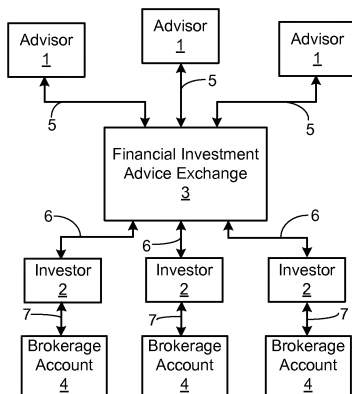 Advisor
1
Advisor
1
Advisor
1
5
5
5
Financial Investment
Advice Exchange
3
6
6
6
Investor
2
Investor
2
Investor
2
7
7
7
Brokerage
Account
4
Brokerage
Account
4
Brokerage
Account
4